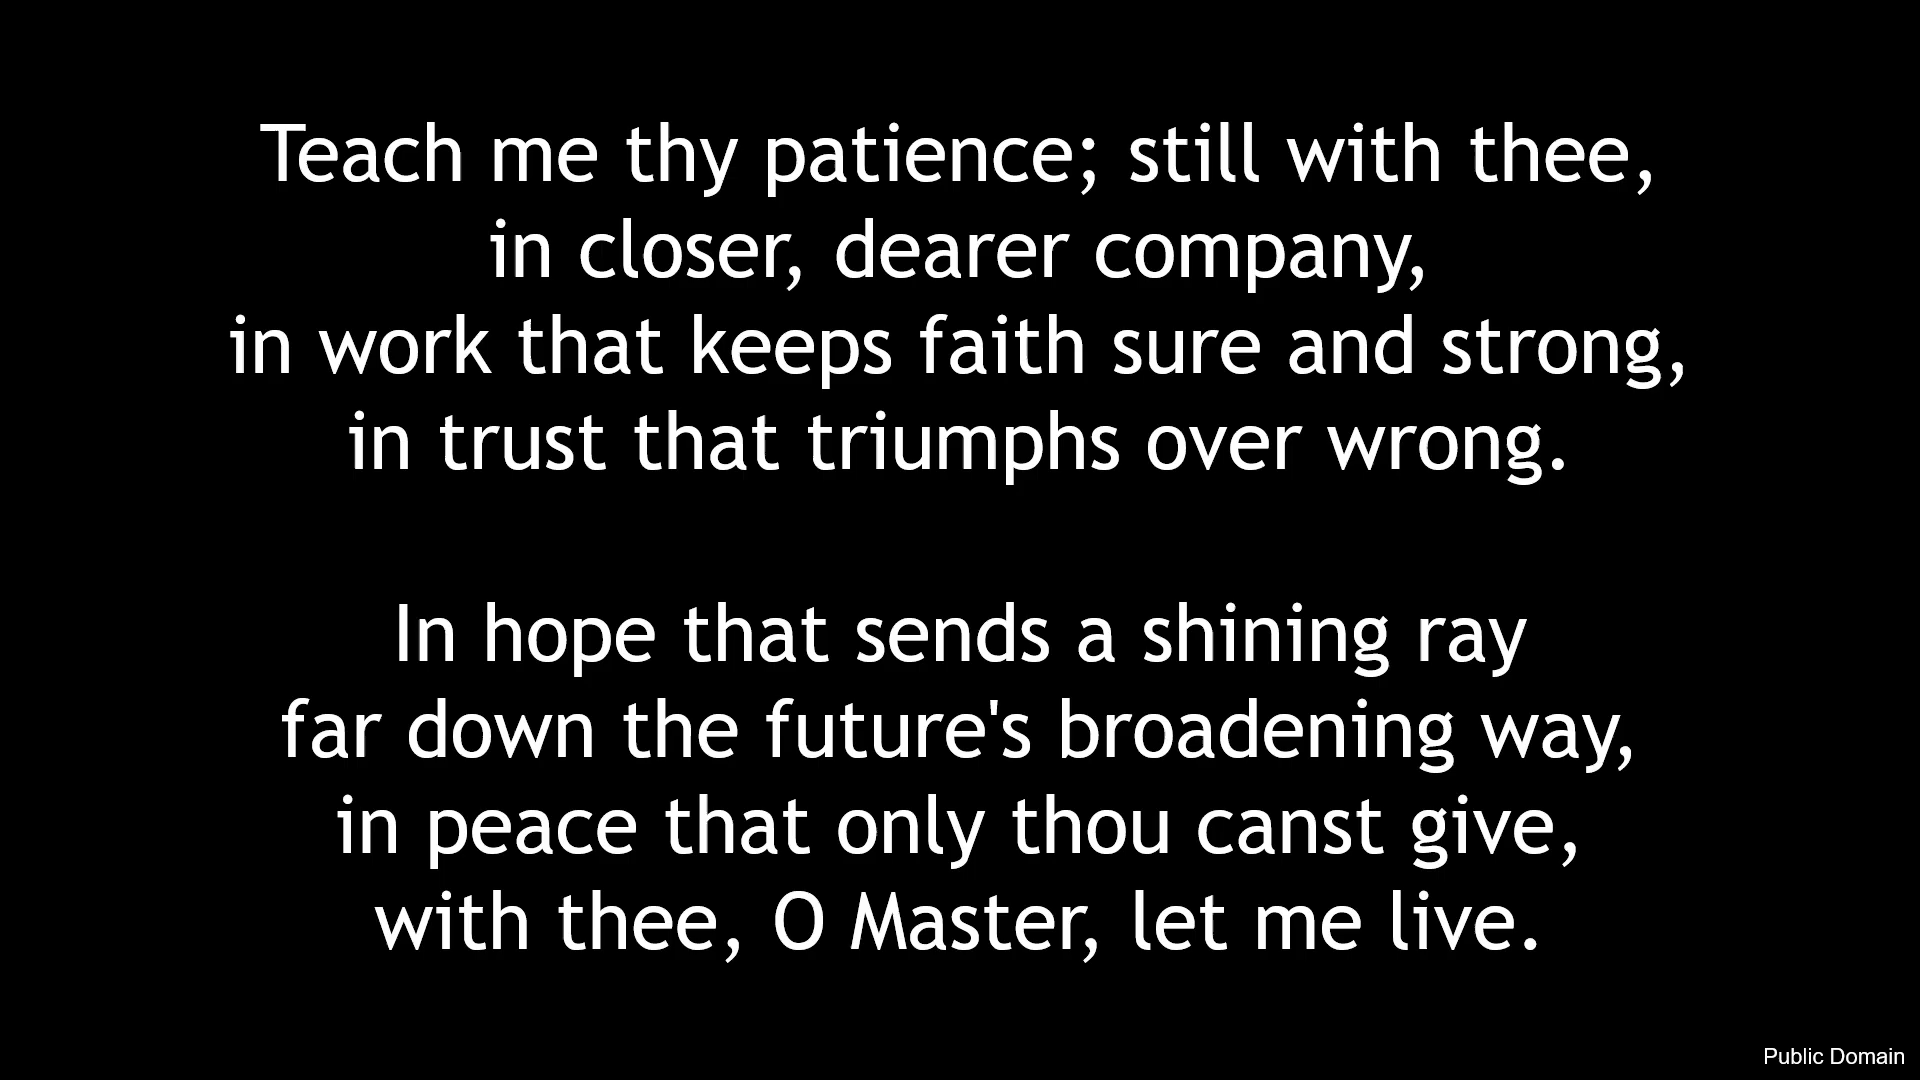 Teach me thy patience; still with thee,
in closer, dearer company,
in work that keeps faith sure and strong,
in trust that triumphs over wrong.
In hope that sends a shining ray
far down the future's broadening way,
in peace that only thou canst give,
with thee, O Master, let me live.
Public Domain